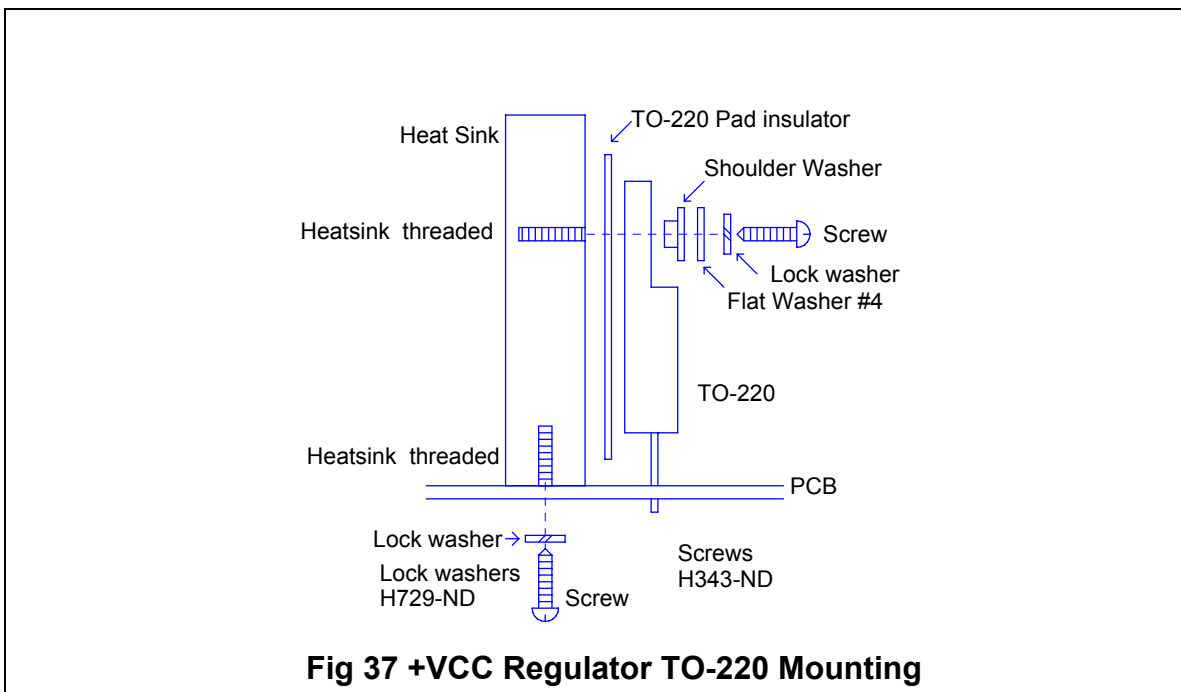 TO-220 Pad insulator
Heat Sink
Shoulder Washer
Heatsink threaded
Screw
Lock washer
Flat Washer #4
TO-220
Heatsink threaded
PCB
Lock washer
Screws
H343-ND
Lock washers
H729-ND
Screw
Fig 37 +VCC Regulator TO-220 Mounting